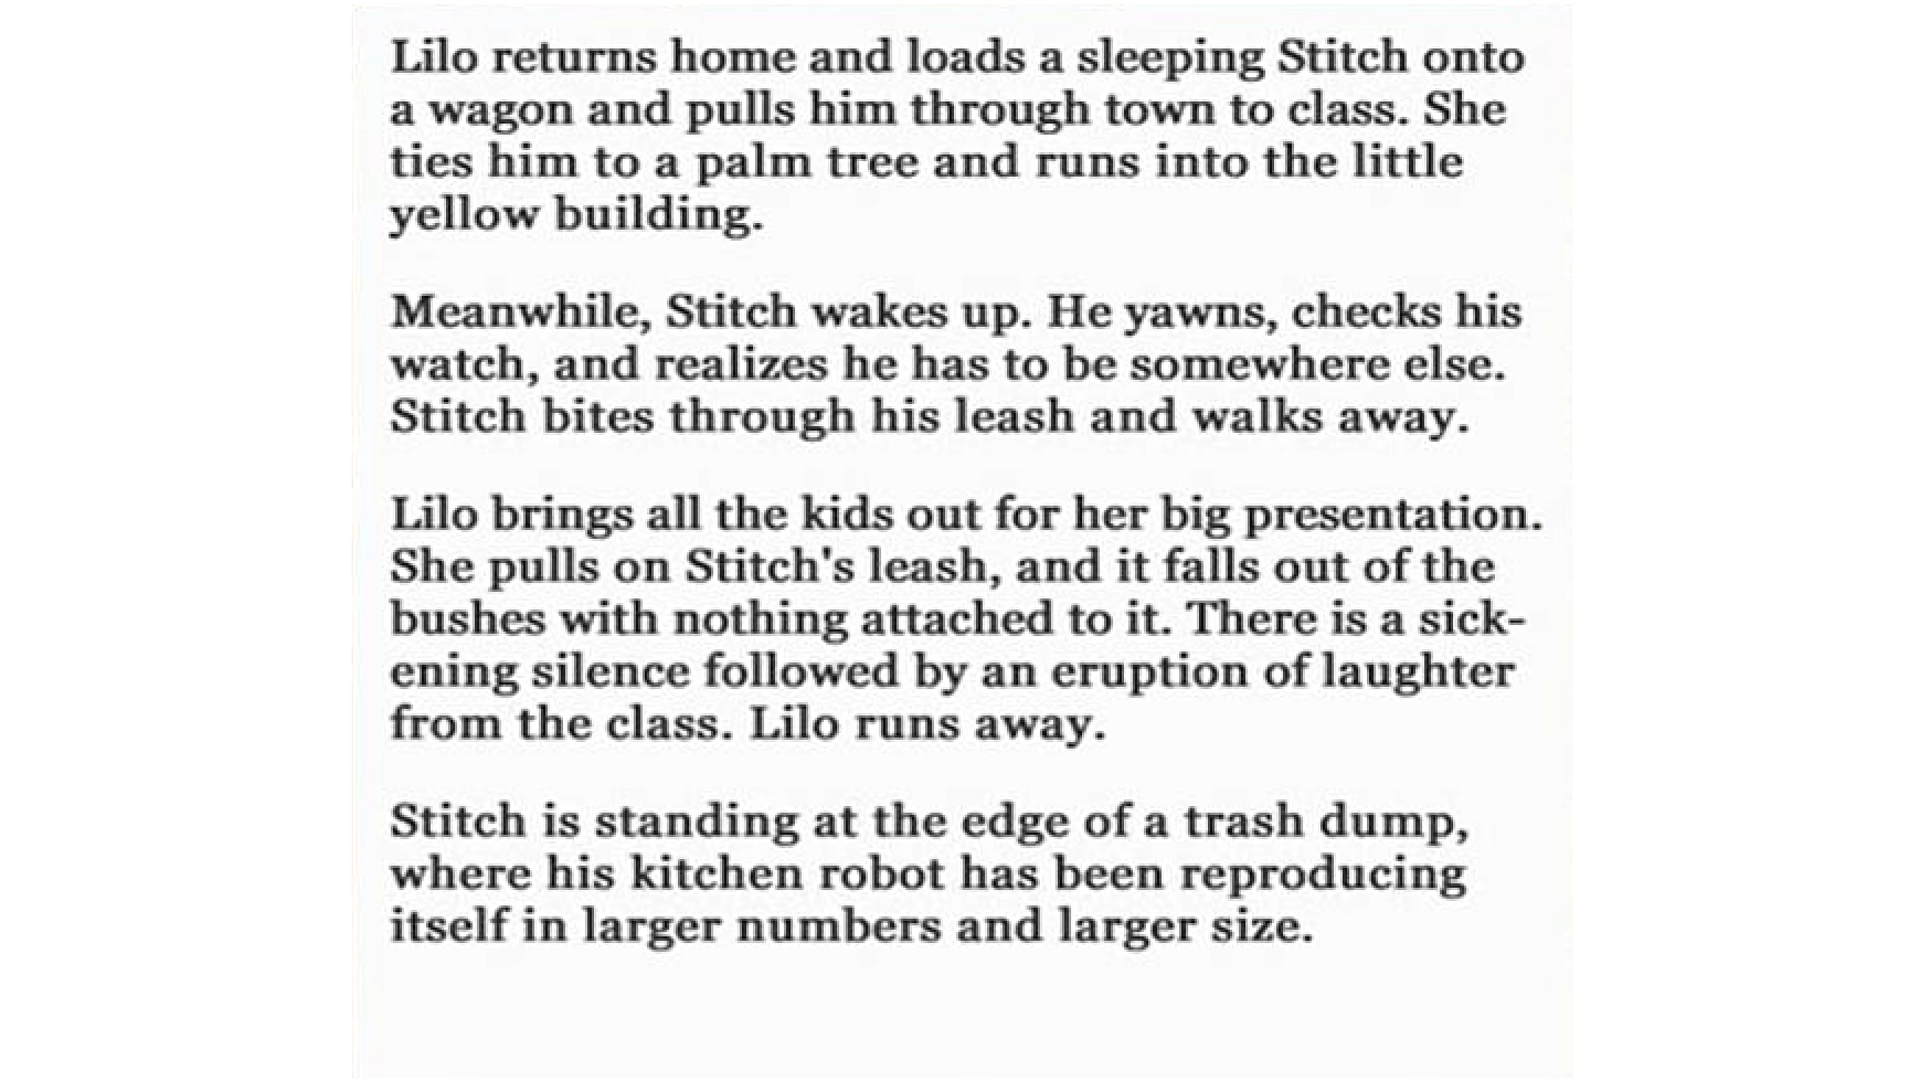 Lilo returns home and loads a sleeping Stitch onto
a wagon and pulls him through town to class. She
ties him to a palm tree and runs into the little
yellow building.
Meanwhile, Stitch wakes up. He yawns, checks his
watch, and realizes he has to be somewhere else.
Stitch bites through his leash and walks away.
Lilo brings all the kids out for her big presentation.
She pulls on Stitch's leash, and it falls out of the
bushes with nothing attached to it. There is a sick-
ening silence followed by an eruption of laughter
from the class. Lilo runs away.
Stitch is standing at the edge of a trash dump,
where his kitchen robot has been reproducing
itself in larger numbers and larger size.